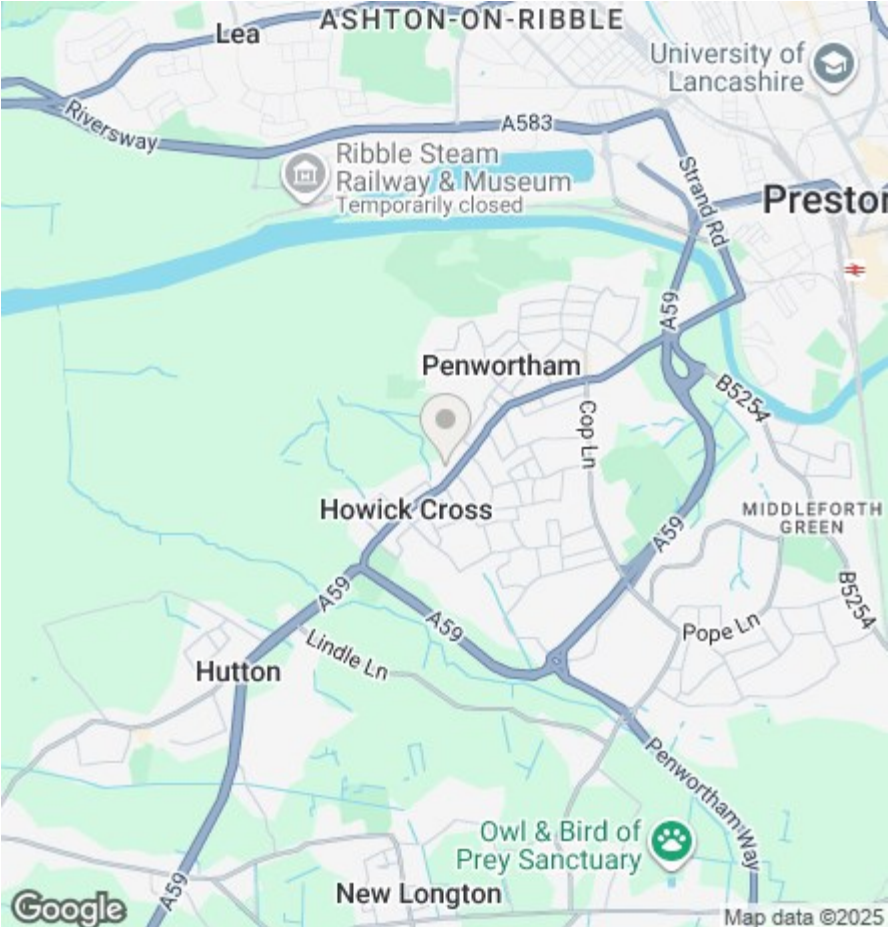 ASHTON-ON-RIBBLE
Lea
University of
Lancashire
Riversway
A583
Ribble Steam
Railway & Museum
Temporarily closed
Strand Rd
Preston
A59
Penwortham
B5254
Cop Ln
Howick Cross
MIDDLEFORTH
GREEN
A59
A59
A59
B5254
Pope Ln
Lindle Ln
Hutton
Penwortham Way
Owl & Bird of
Prey Sanctuary
A59
New Longton
Google
Map data ©2025